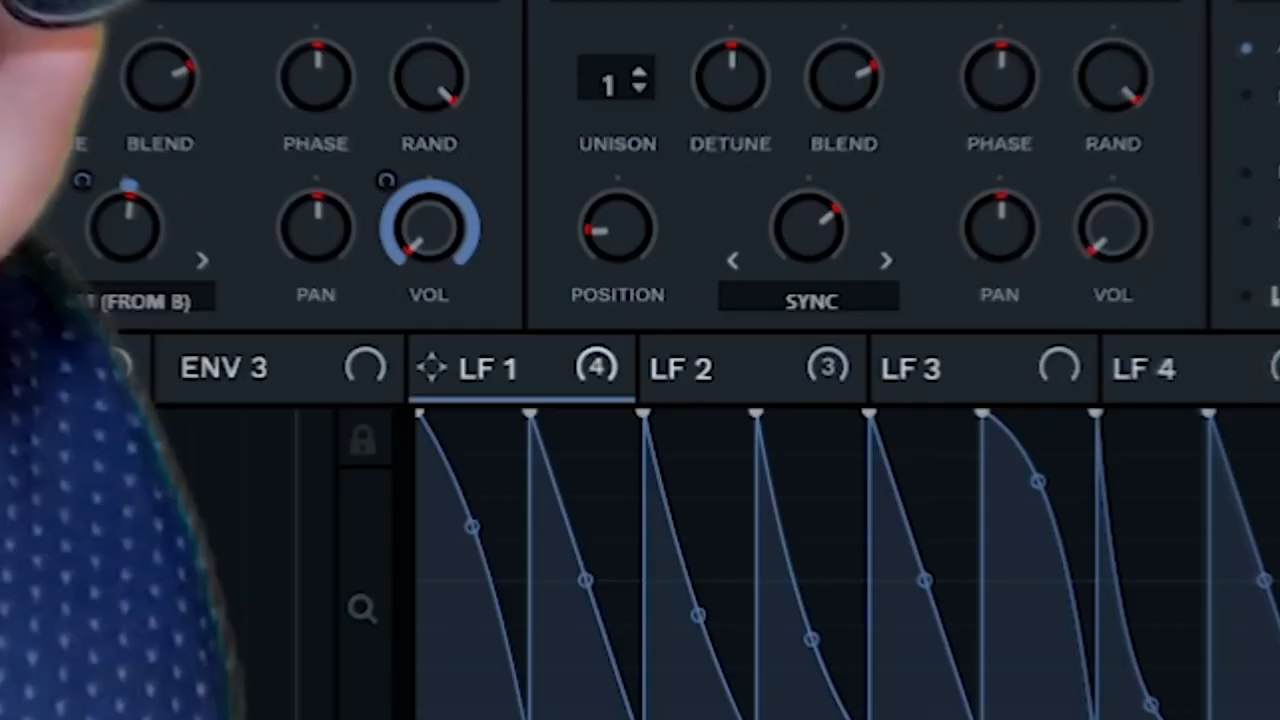 BLEND PHASE RAND
1
UNISON DETUNE BLEND PHASE RAND
(FROM B) PAN VOL
POSITION SYNC PAN VOL
ENV 3 LF 1 4 LF 2 3 LF 3 LF 4